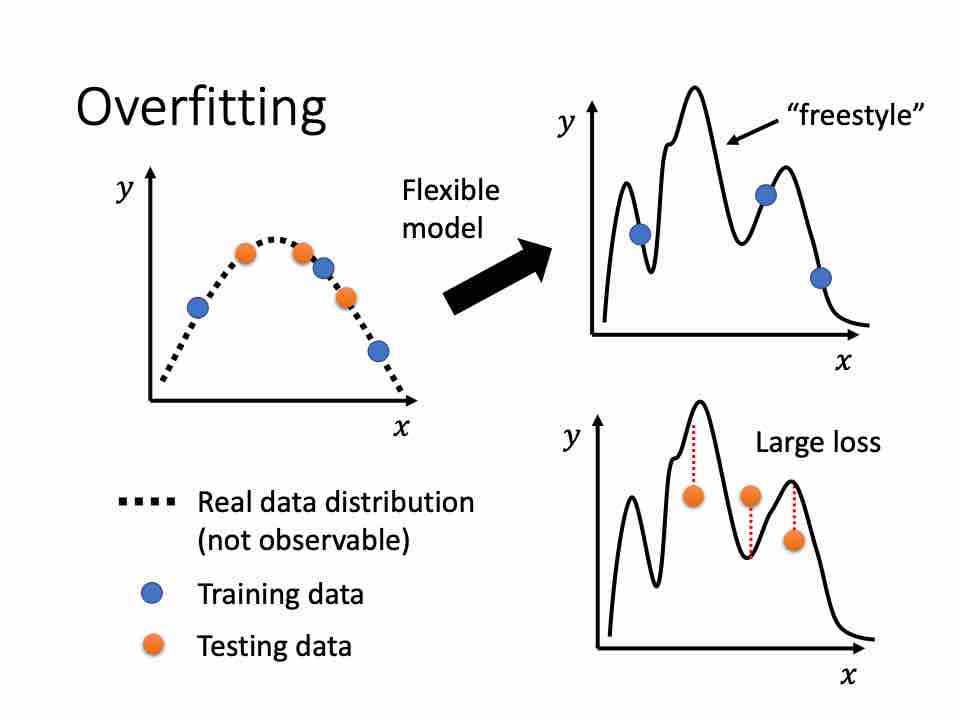 Overfitting
y
x
Flexible
model
y
"freestyle"
x
y
Large loss
x
Real data distribution
(not observable)
Training data
Testing data